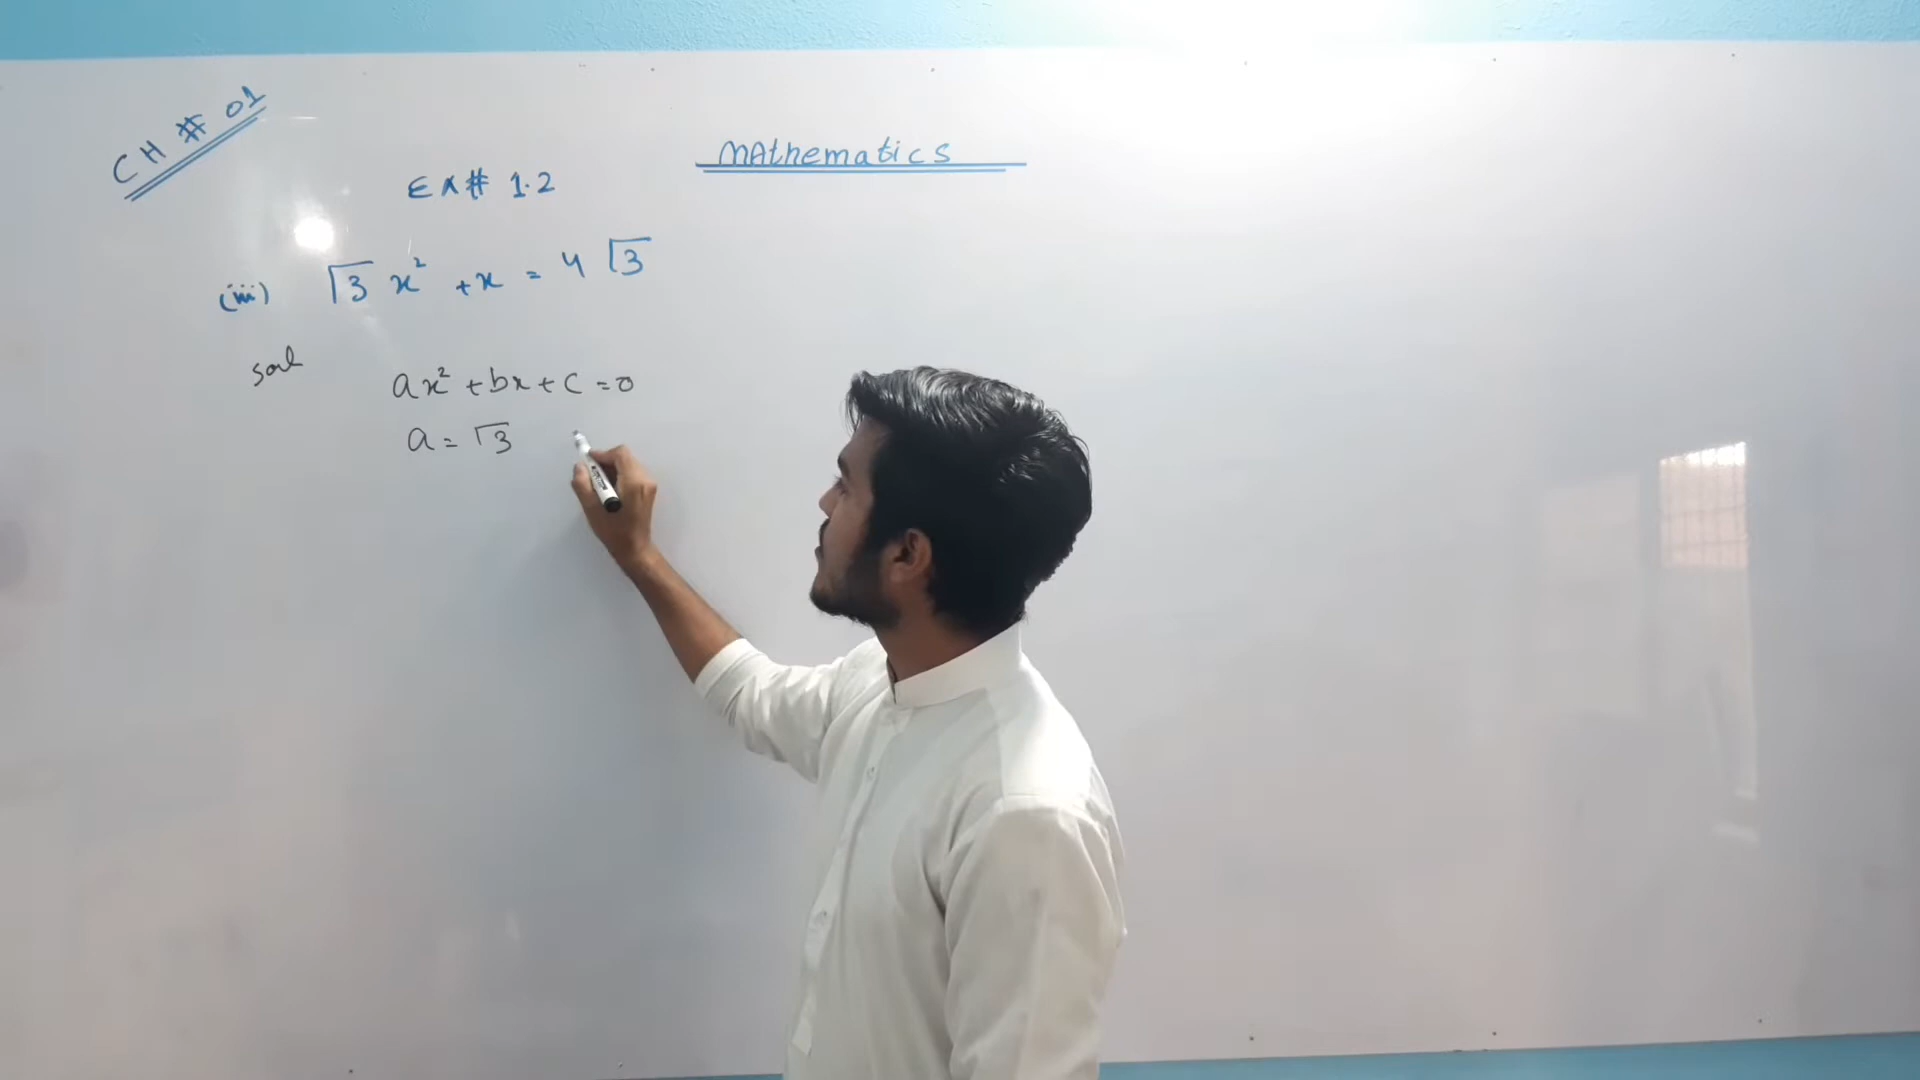 CH # 01
MAthematics
EX# 1.2
(iii) √3 x² + x = 4 √3
sol
ax² + bx + c = 0
a = √3